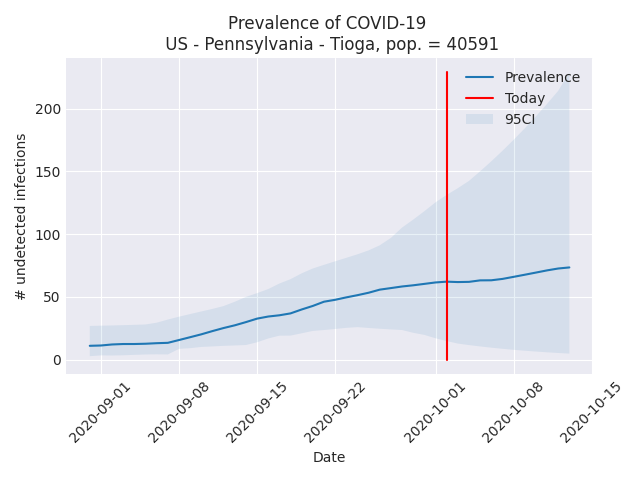 Prevalence of COVID-19
US - Pennsylvania - Tioga, pop. = 40591
Prevalence
Today
95CI
200
150
100
50
0
# undetected infections
2020-09-01
2020-09-08
2020-09-15
2020-09-22
2020-10-01
2020-10-08
2020-10-15
Date